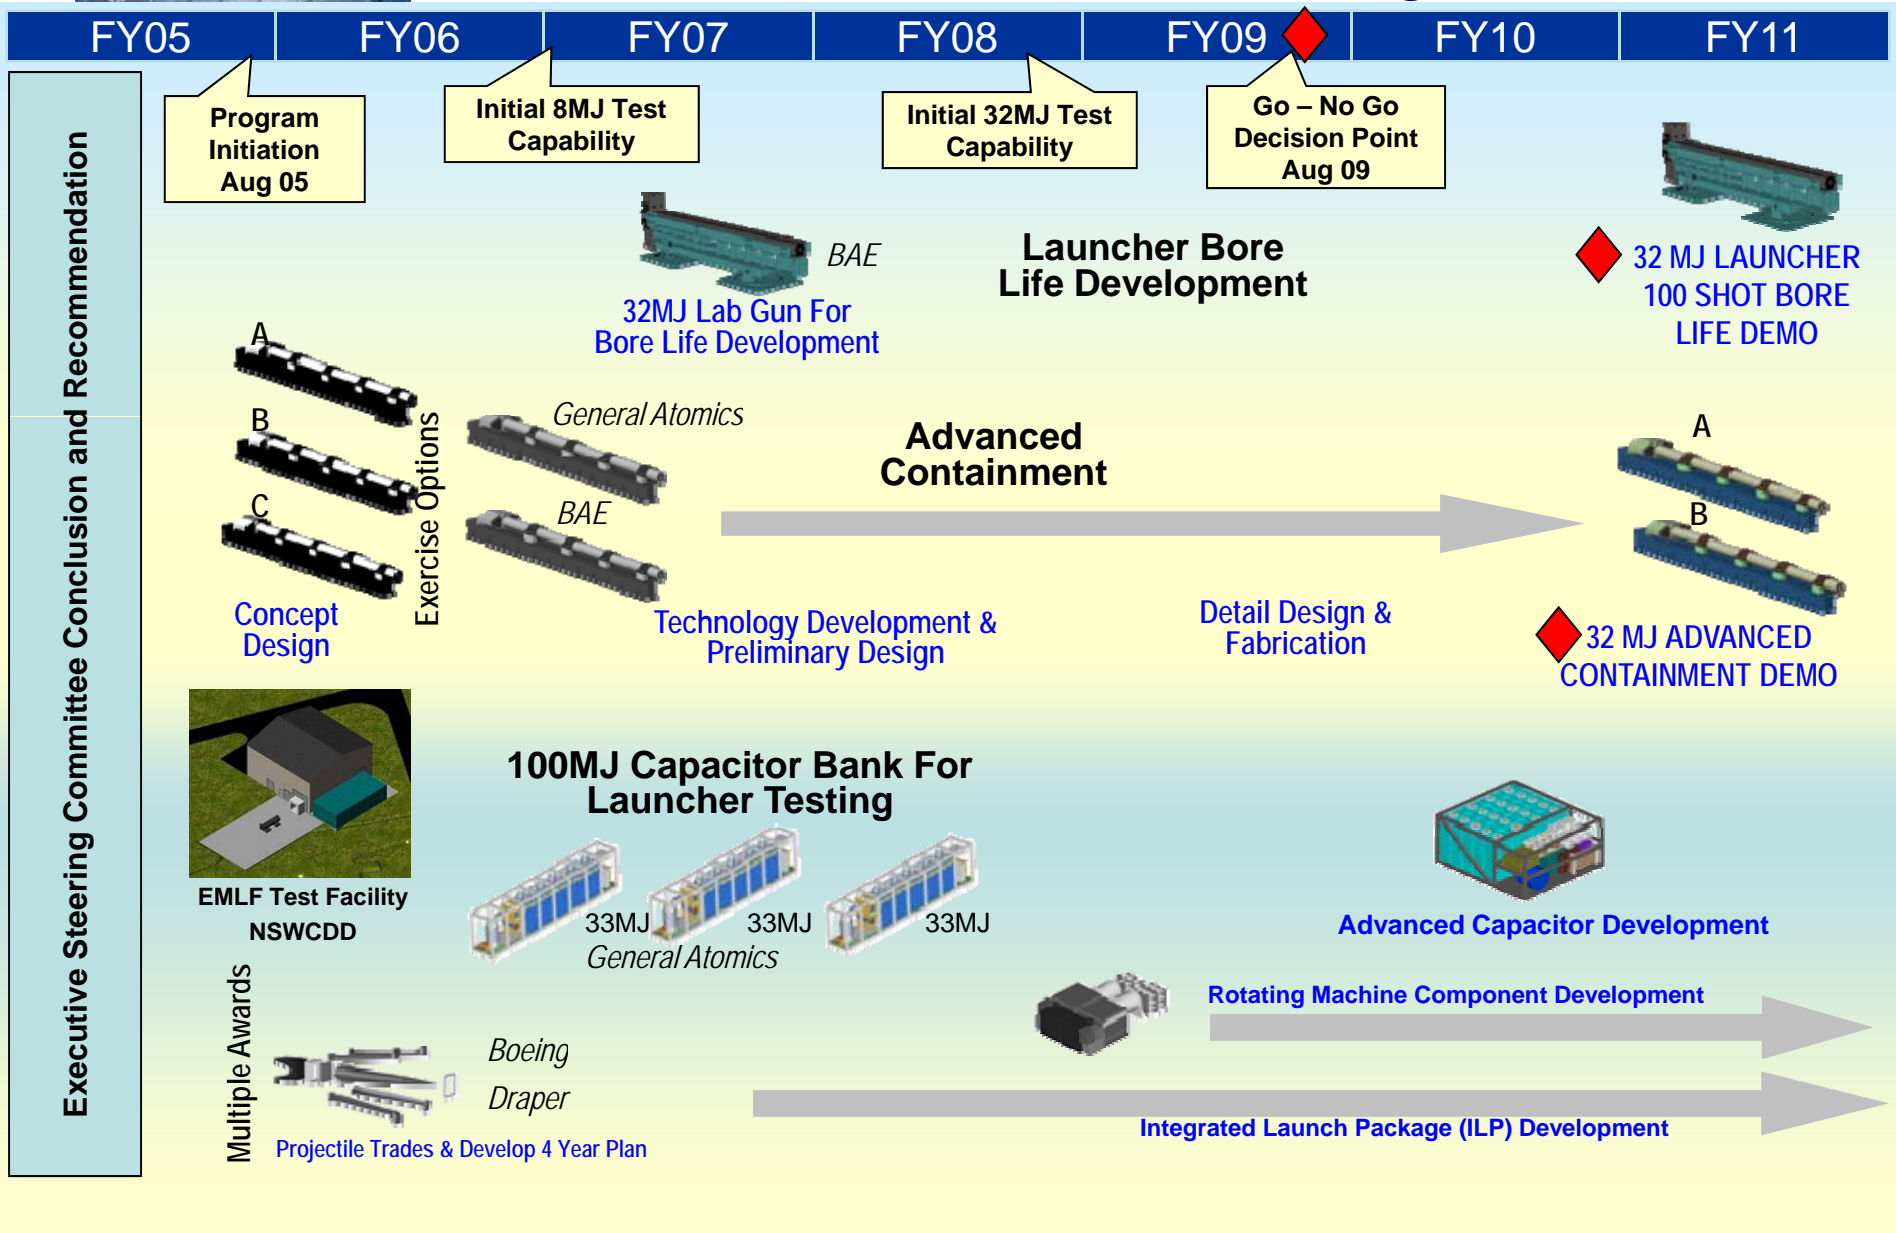 FY05 FY06 FY07 FY08 FY09 FY10 FY11
Executive Steering Committee Conclusion and Recommendation
Program
Initiation
Aug 05
Initial 8MJ Test
Capability
Initial 32MJ Test
Capability
Go – No Go
Decision Point
Aug 09
BAE
32MJ Lab Gun For
Bore Life Development
Launcher Bore
Life Development
32 MJ LAUNCHER
100 SHOT BORE
LIFE DEMO
A
B
C
Concept
Design
Exercise Options
General Atomics
BAE
Advanced
Containment
Technology Development &
Preliminary Design
Detail Design &
Fabrication
A
B
32 MJ ADVANCED
CONTAINMENT DEMO
EMLF Test Facility
NSWCDD
100MJ Capacitor Bank For
Launcher Testing
33MJ 33MJ 33MJ
General Atomics
Advanced Capacitor Development
Rotating Machine Component Development
Multiple Awards
Boeing
Draper
Projectile Trades & Develop 4 Year Plan
Integrated Launch Package (ILP) Development